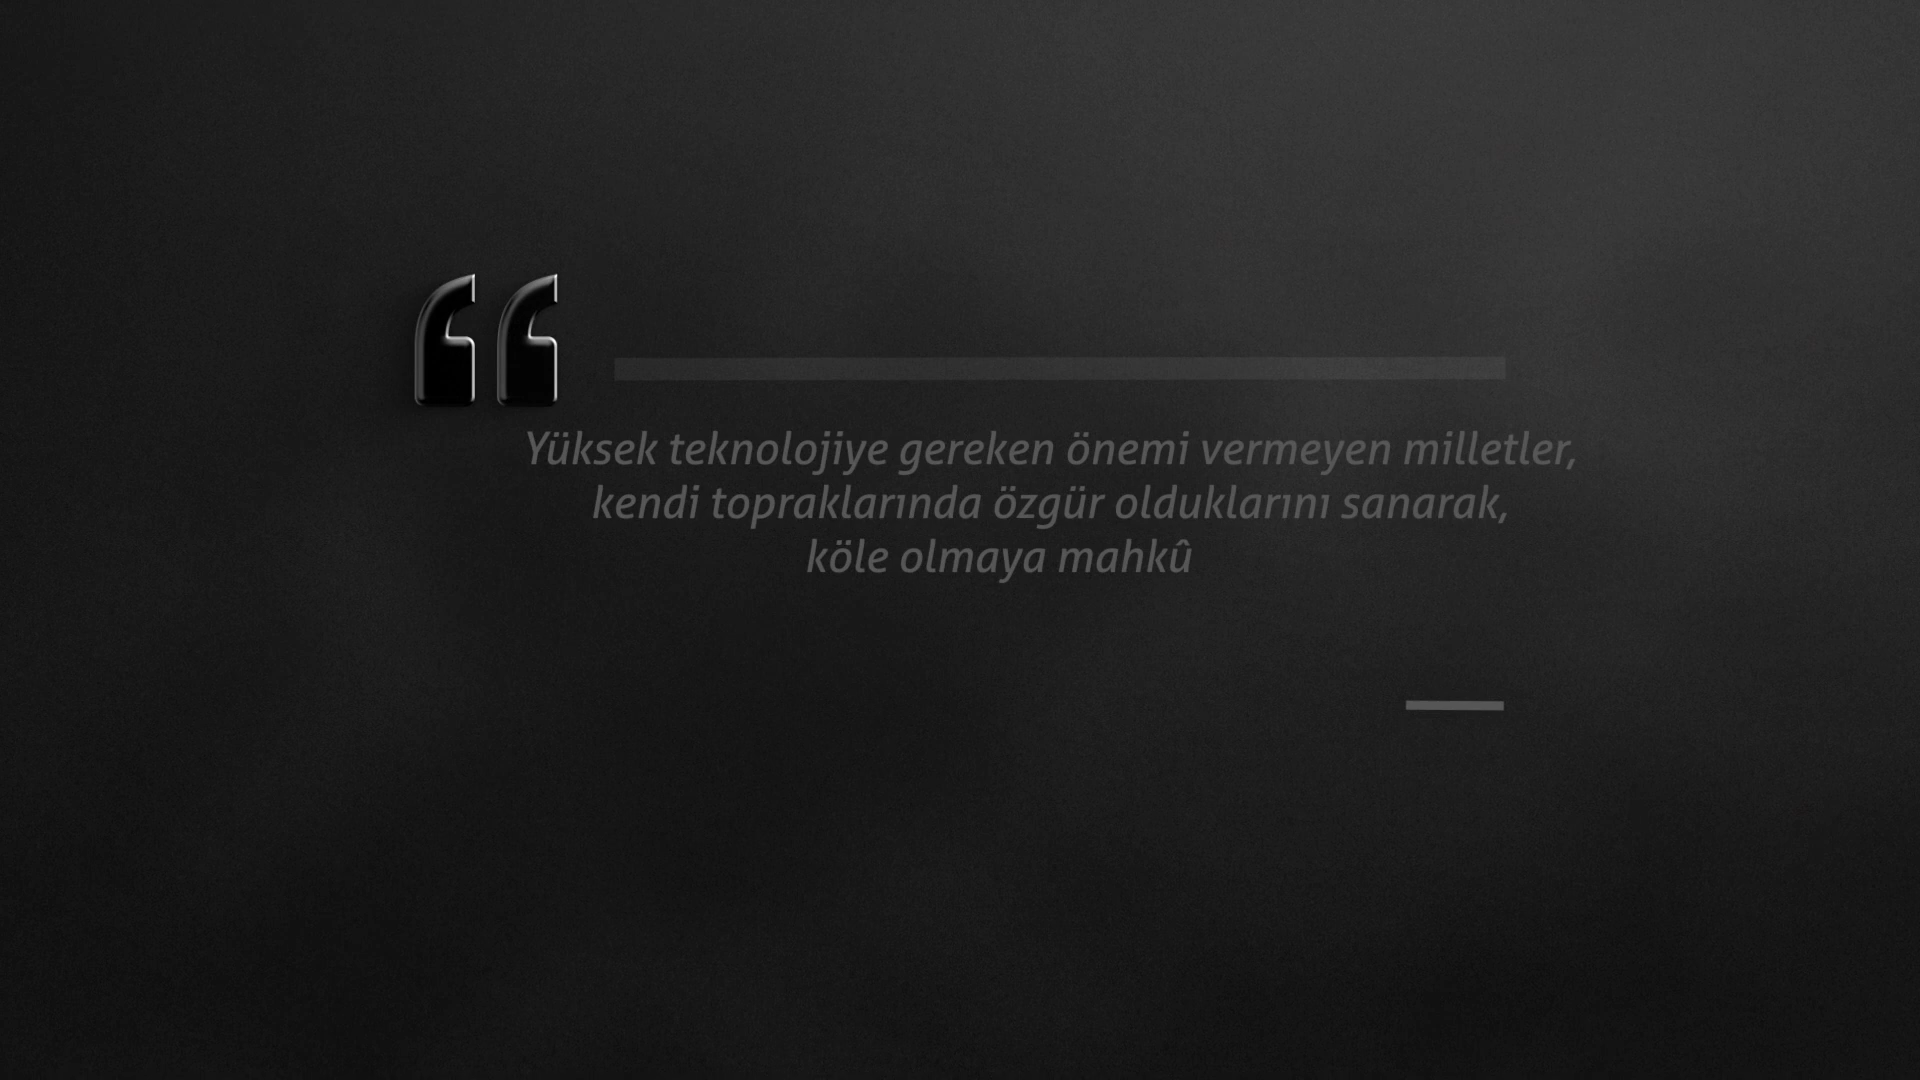 “
Yüksek teknolojiye gereken önemi vermeyen milletler,
kendi topraklarında özgür olduklarını sanarak,
köle olmaya mahkû